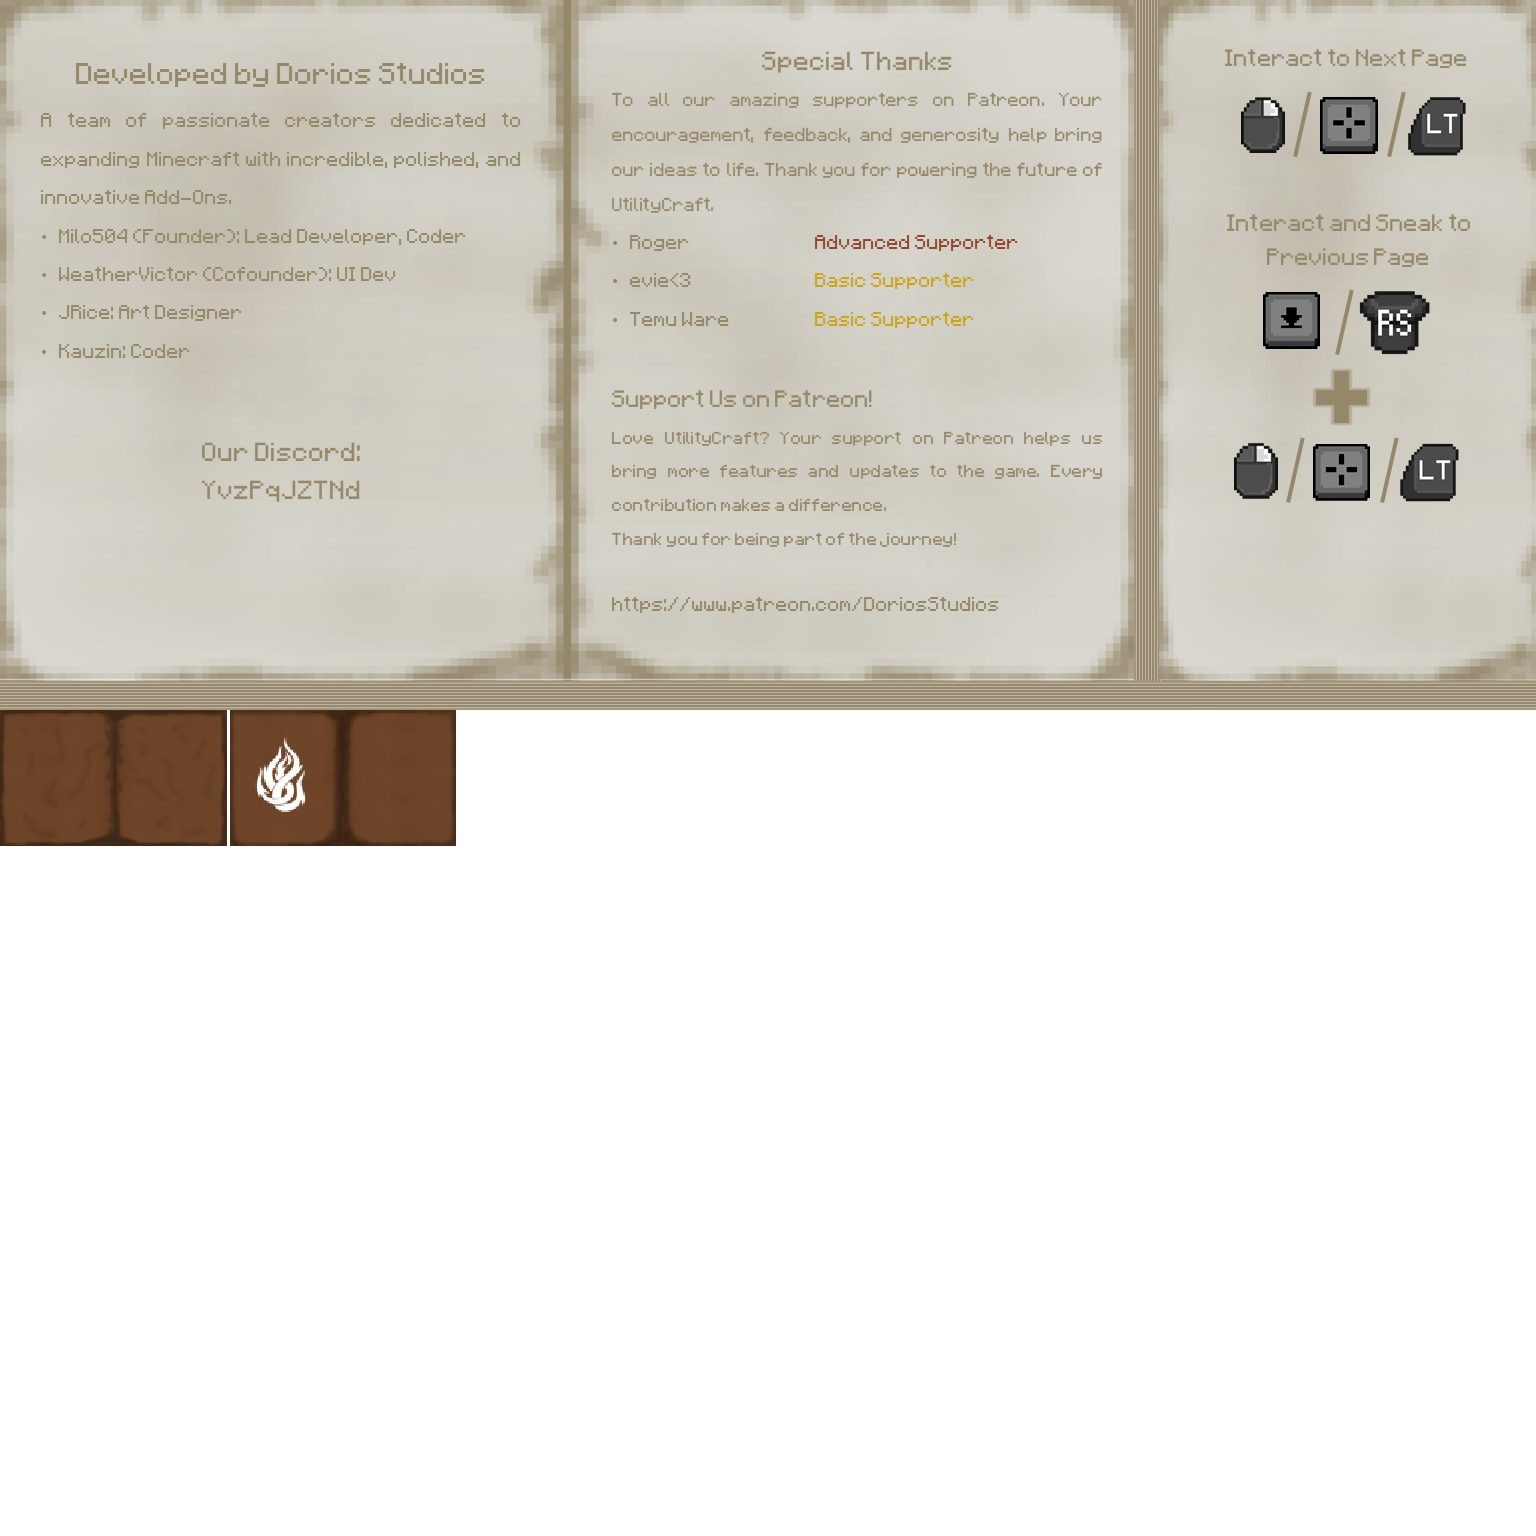 Developed by Dorios Studios
A team of passionate creators dedicated to
expanding Minecraft with incredible, polished, and
innovative Add-Ons.
• Milo504 (Founder): Lead Developer, Coder
• WeatherVictor (Cofounder): UI Dev
• JRice: Art Designer
• Kauzin: Coder
Our Discord:
YvzPqJZTNd
Special Thanks
To all our amazing supporters on Patreon. Your
encouragement, feedback, and generosity help bring
our ideas to life. Thank you for powering the future of
UtilityCraft.
• Roger Advanced Supporter
• evie<3 Basic Supporter
• Temu Ware Basic Supporter
Support Us on Patreon!
Love UtilityCraft? Your support on Patreon helps us
bring more features and updates to the game. Every
contribution makes a difference.
Thank you for being part of the journey!
https://www.patreon.com/DoriosStudios
Interact to Next Page
/ / LT
Interact and Sneak to
Previous Page
/ RS
/ / LT